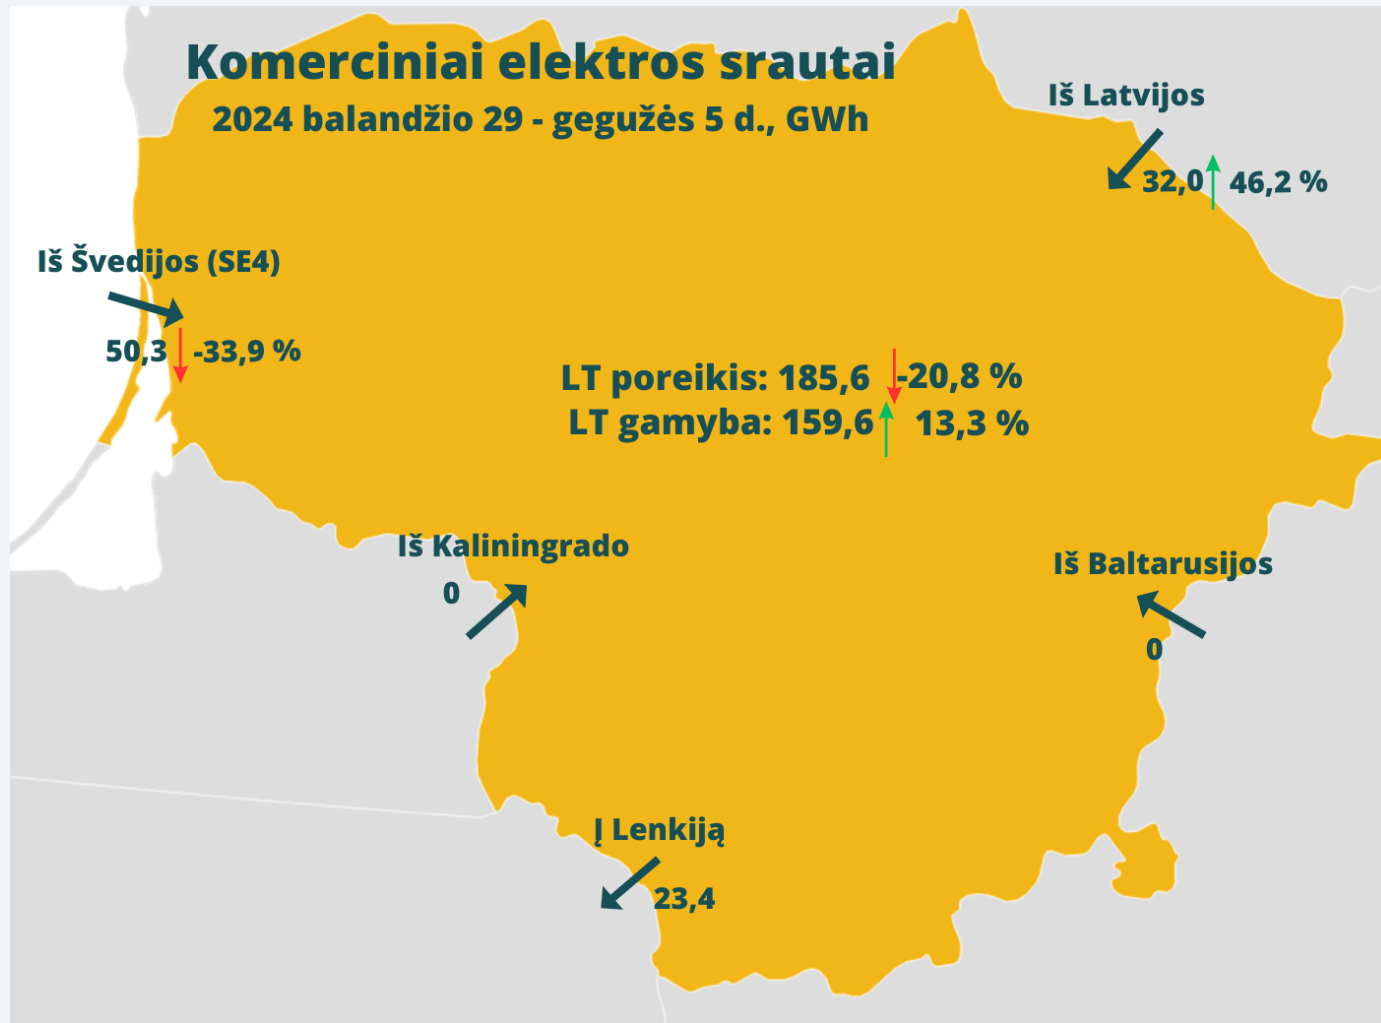 Komerciniai elektros srautai
2024 balandžio 29 - gegužės 5 d., GWh
Iš Latvijos
32,0 46,2 %
Iš Švedijos (SE4)
50,3 -33,9 %
LT poreikis: 185,6 -20,8 %
LT gamyba: 159,6 13,3 %
Iš Kaliningrado
0
Iš Baltarusijos
0
Į Lenkiją
23,4